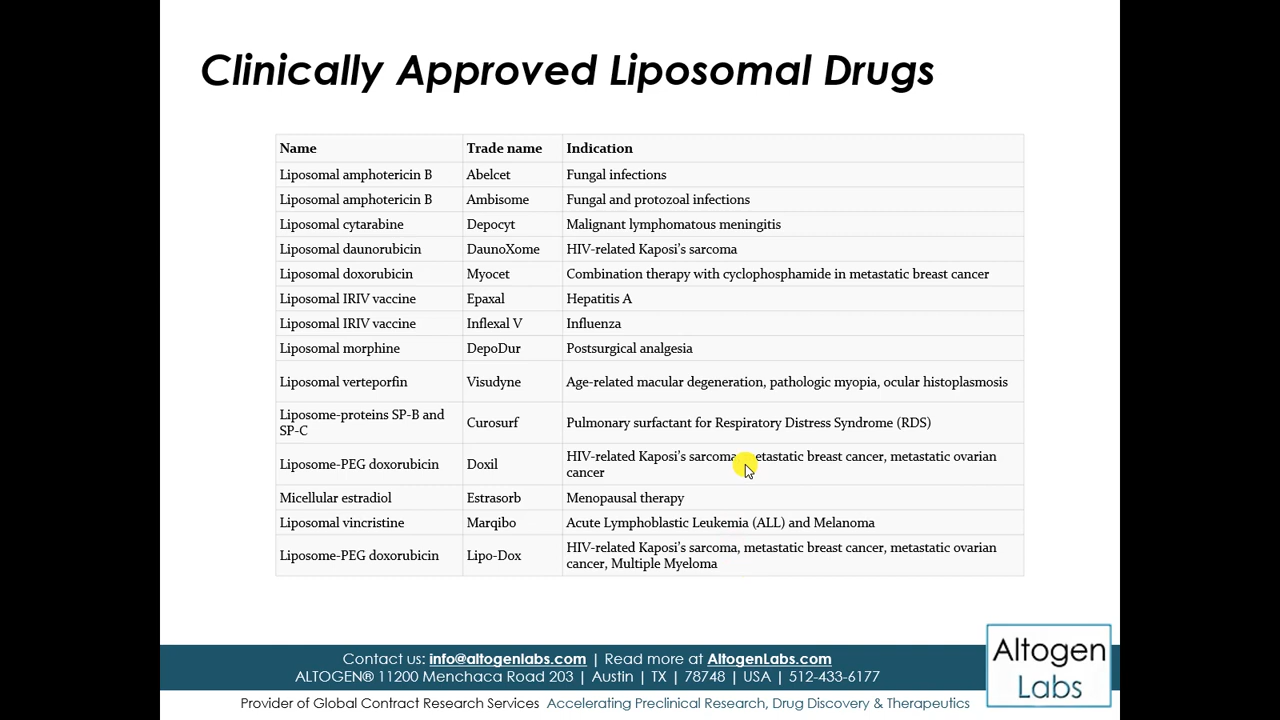 Clinically Approved Liposomal Drugs
Name Trade name Indication
Liposomal amphotericin B Abelcet Fungal infections
Liposomal amphotericin B Ambisome Fungal and protozoal infections
Liposomal cytarabine Depocyt Malignant lymphomatous meningitis
Liposomal daunorubicin DaunoXome HIV-related Kaposi's sarcoma
Liposomal doxorubicin Myocet Combination therapy with cyclophosphamide in metastatic breast cancer
Liposomal IRIV vaccine Epaxal Hepatitis A
Liposomal IRIV vaccine Inflexal V Influenza
Liposomal morphine DepoDur Postsurgical analgesia
Liposomal verteporfin Visudyne Age-related macular degeneration, pathologic myopia, ocular histoplasmosis
Liposome-proteins SP-B and
SP-C Curosurf Pulmonary surfactant for Respiratory Distress Syndrome (RDS)
Liposome-PEG doxorubicin Doxil HIV-related Kaposi's sarcoma, metastatic breast cancer, metastatic ovarian
cancer
Micellar estradiol Estrasorb Menopausal therapy
Liposomal vincristine Marqibo Acute Lymphoblastic Leukemia (ALL) and Melanoma
Liposome-PEG doxorubicin Lipo-Dox HIV-related Kaposi's sarcoma, metastatic breast cancer, metastatic ovarian
cancer, Multiple Myeloma
Contact us: info@altogenlabs.com | Read more at AltogenLabs.com
ALTOGEN® 11200 Menchaca Road 203 | Austin | TX | 78748 | USA | 512-433-6177
Altogen
Labs
Provider of Global Contract Research Services Accelerating Preclinical Research, Drug Discovery & Therapeutics